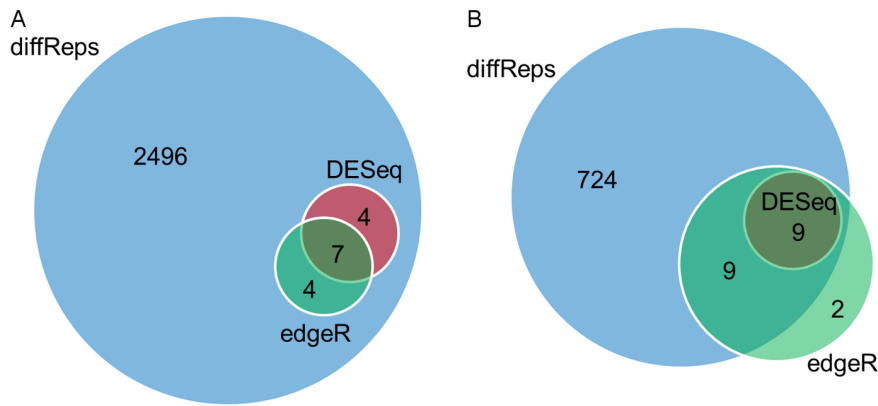 A
diffReps
2496
DESeq
4
7
4
edgeR
B
diffReps
724
DESeq
9
9
2
edgeR